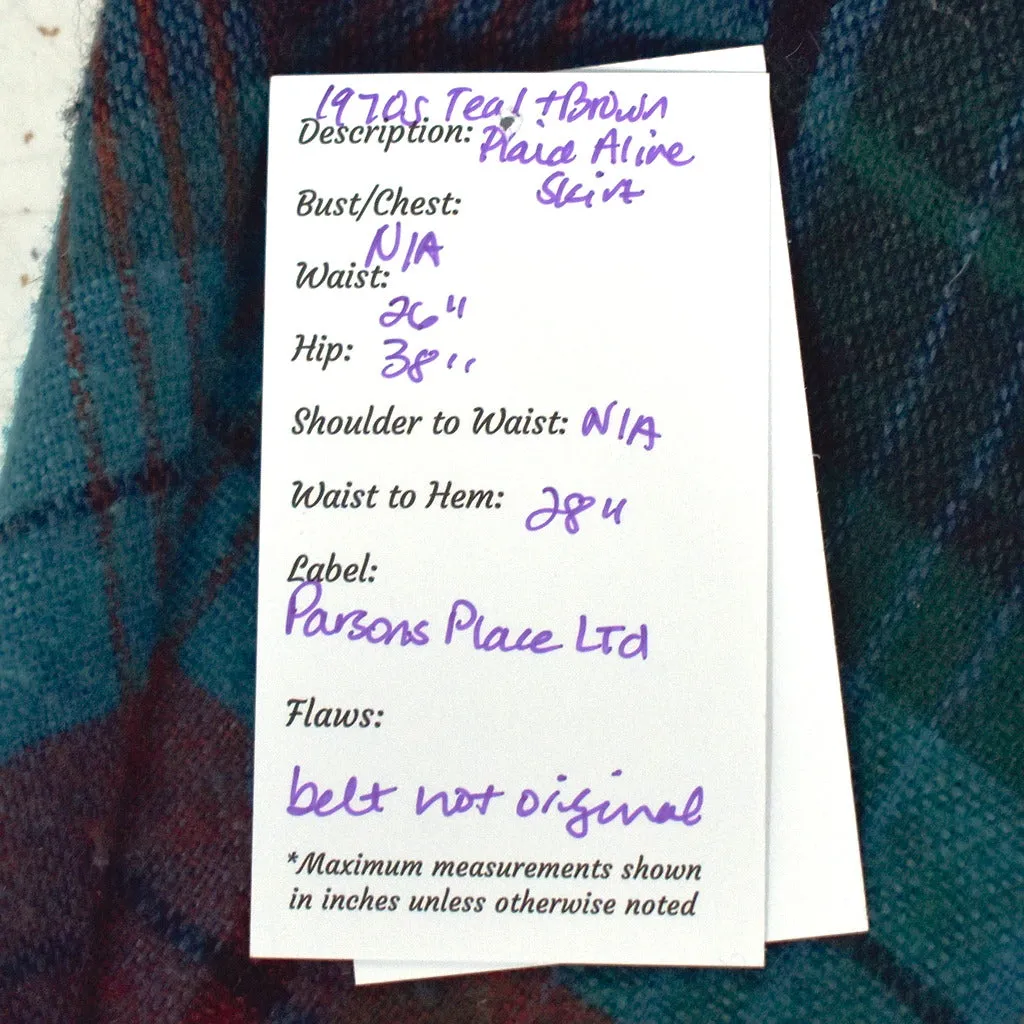 1970s Teal + Brown
Description: Plaid Aline
Skirt
Bust/Chest:
N/A
Waist:
26"
Hip: 38"
Shoulder to Waist: N/A
Waist to Hem: 28"
Label:
Parsons Place LTd
Flaws:
belt not original
*Maximum measurements shown
in inches unless otherwise noted